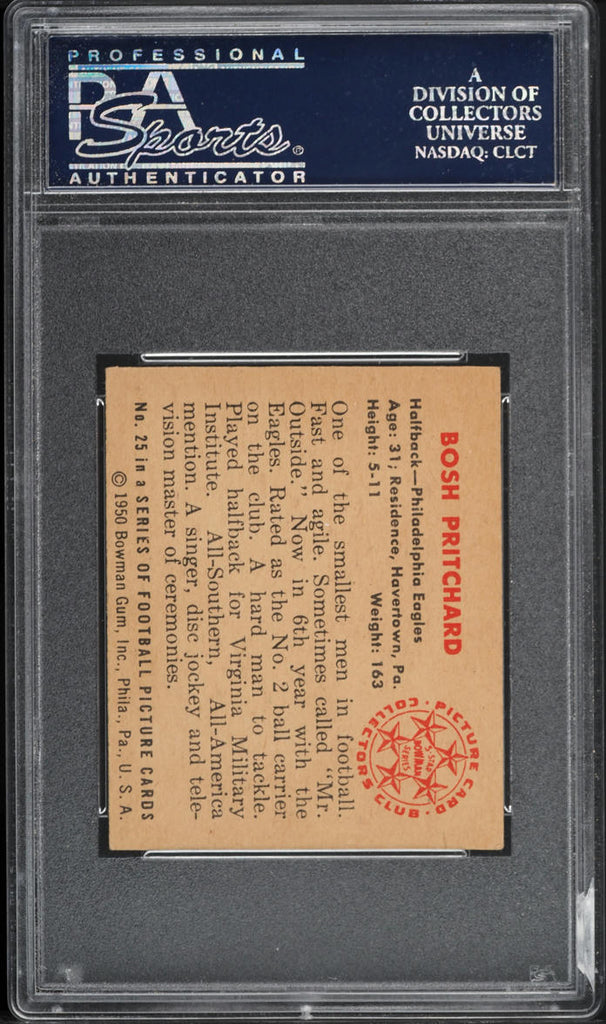 PROFESSIONAL
PSA
Sports®
AUTHENTICATOR
A
DIVISION OF
COLLECTORS
UNIVERSE
NASDAQ: CLCT
BOSH PRITCHARD
Halfback—Philadelphia Eagles
Age: 31; Residence, Havertown, Pa.
Height: 5-11 Weight: 163
One of the smallest men in football.
Fast and agile. Sometimes called "Mr.
Outside." Now in 6th year with the
Eagles. Rated as the No. 2 ball carrier
on the club. A hard man to tackle.
Played halfback for Virginia Military
Institute. All-Southern, All-America
mention. A singer, disc jockey and tele-
vision master of ceremonies.
No. 25 in a SERIES OF FOOTBALL PICTURE CARDS
© 1950 Bowman Gum, Inc., Phila., Pa., U. S. A.
PICTURE CARD
COLLECTORS CLUB
5-STAR
BOWMAN
SERIES